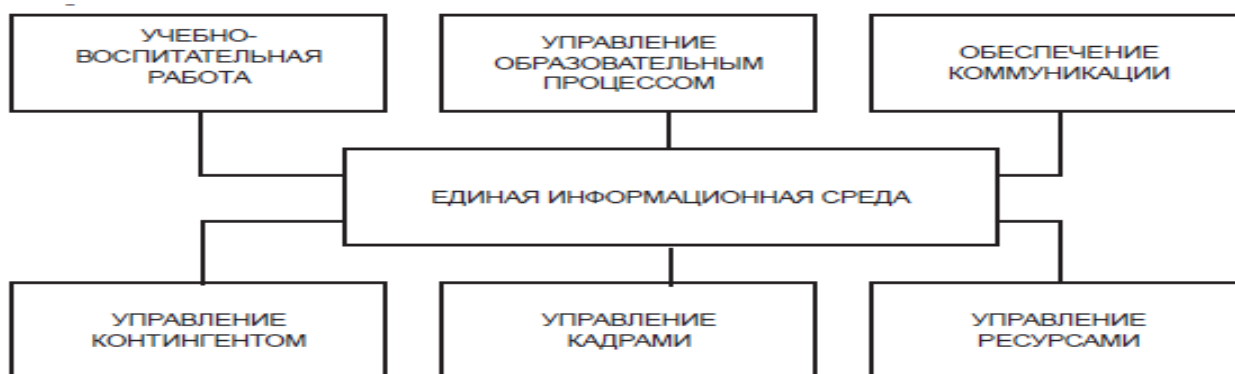 УЧЕБНО-
ВОСПИТАТЕЛЬНАЯ
РАБОТА
УПРАВЛЕНИЕ
ОБРАЗОВАТЕЛЬНЫМ
ПРОЦЕССОМ
ОБЕСПЕЧЕНИЕ
КОММУНИКАЦИИ
ЕДИНАЯ ИНФОРМАЦИОННАЯ СРЕДА
УПРАВЛЕНИЕ
КОНТИНГЕНТОМ
УПРАВЛЕНИЕ
КАДРАМИ
УПРАВЛЕНИЕ
РЕСУРСАМИ